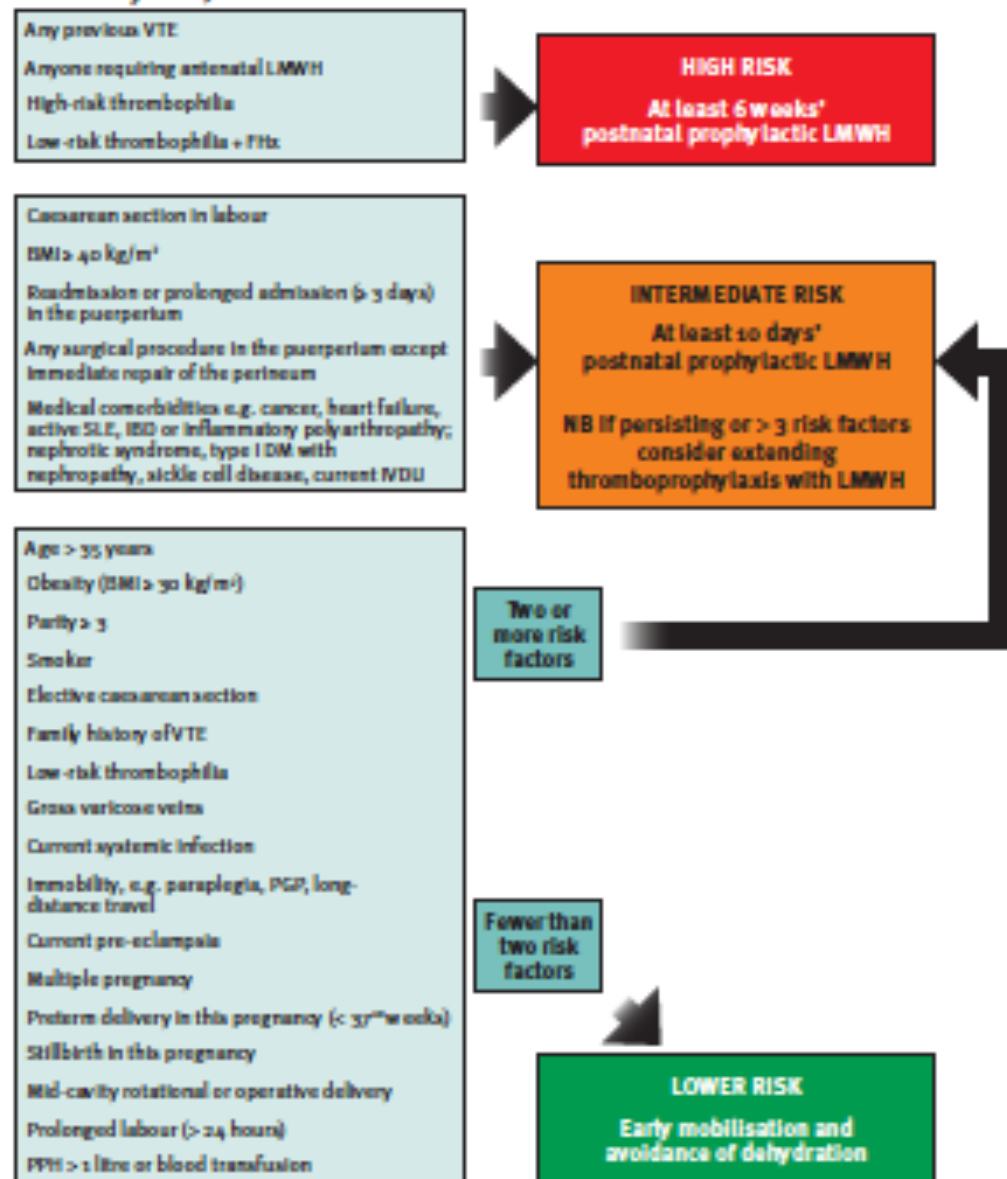 Any previous VTE
Anyone requiring antenatal LMWH
High-risk thrombophilia
Low-risk thrombophilia + FHx
HIGH RISK
At least 6 weeks'
postnatal prophylactic LMWH
Caesarean section in labour
BMI ≥ 40 kg/m²
Readmission or prolonged admission (≥ 3 days)
in the puerperium
Any surgical procedure in the puerperium except
immediate repair of the perineum
Medical comorbidities e.g. cancer, heart failure,
active SLE, IBD or inflammatory polyarthropathy;
nephrotic syndrome, type I DM with
nephropathy, sickle cell disease, current IVDU
INTERMEDIATE RISK
At least 10 days'
postnatal prophylactic LMWH
NB If persisting or > 3 risk factors
consider extending
thromboprophylaxis with LMWH
Age > 35 years
Obesity (BMI ≥ 30 kg/m²)
Parity ≥ 3
Smoker
Elective caesarean section
Family history of VTE
Low-risk thrombophilia
Gross varicose veins
Current systemic infection
Immobility, e.g. paraplegia, PGP, long-
distance travel
Current pre-eclampsia
Multiple pregnancy
Preterm delivery in this pregnancy (< 37⁺⁰ weeks)
Stillbirth in this pregnancy
Mid-cavity rotational or operative delivery
Prolonged labour (> 24 hours)
PPH > 1 litre or blood transfusion
Two or
more risk
factors
Fewer than
two risk
factors
LOWER RISK
Early mobilisation and
avoidance of dehydration